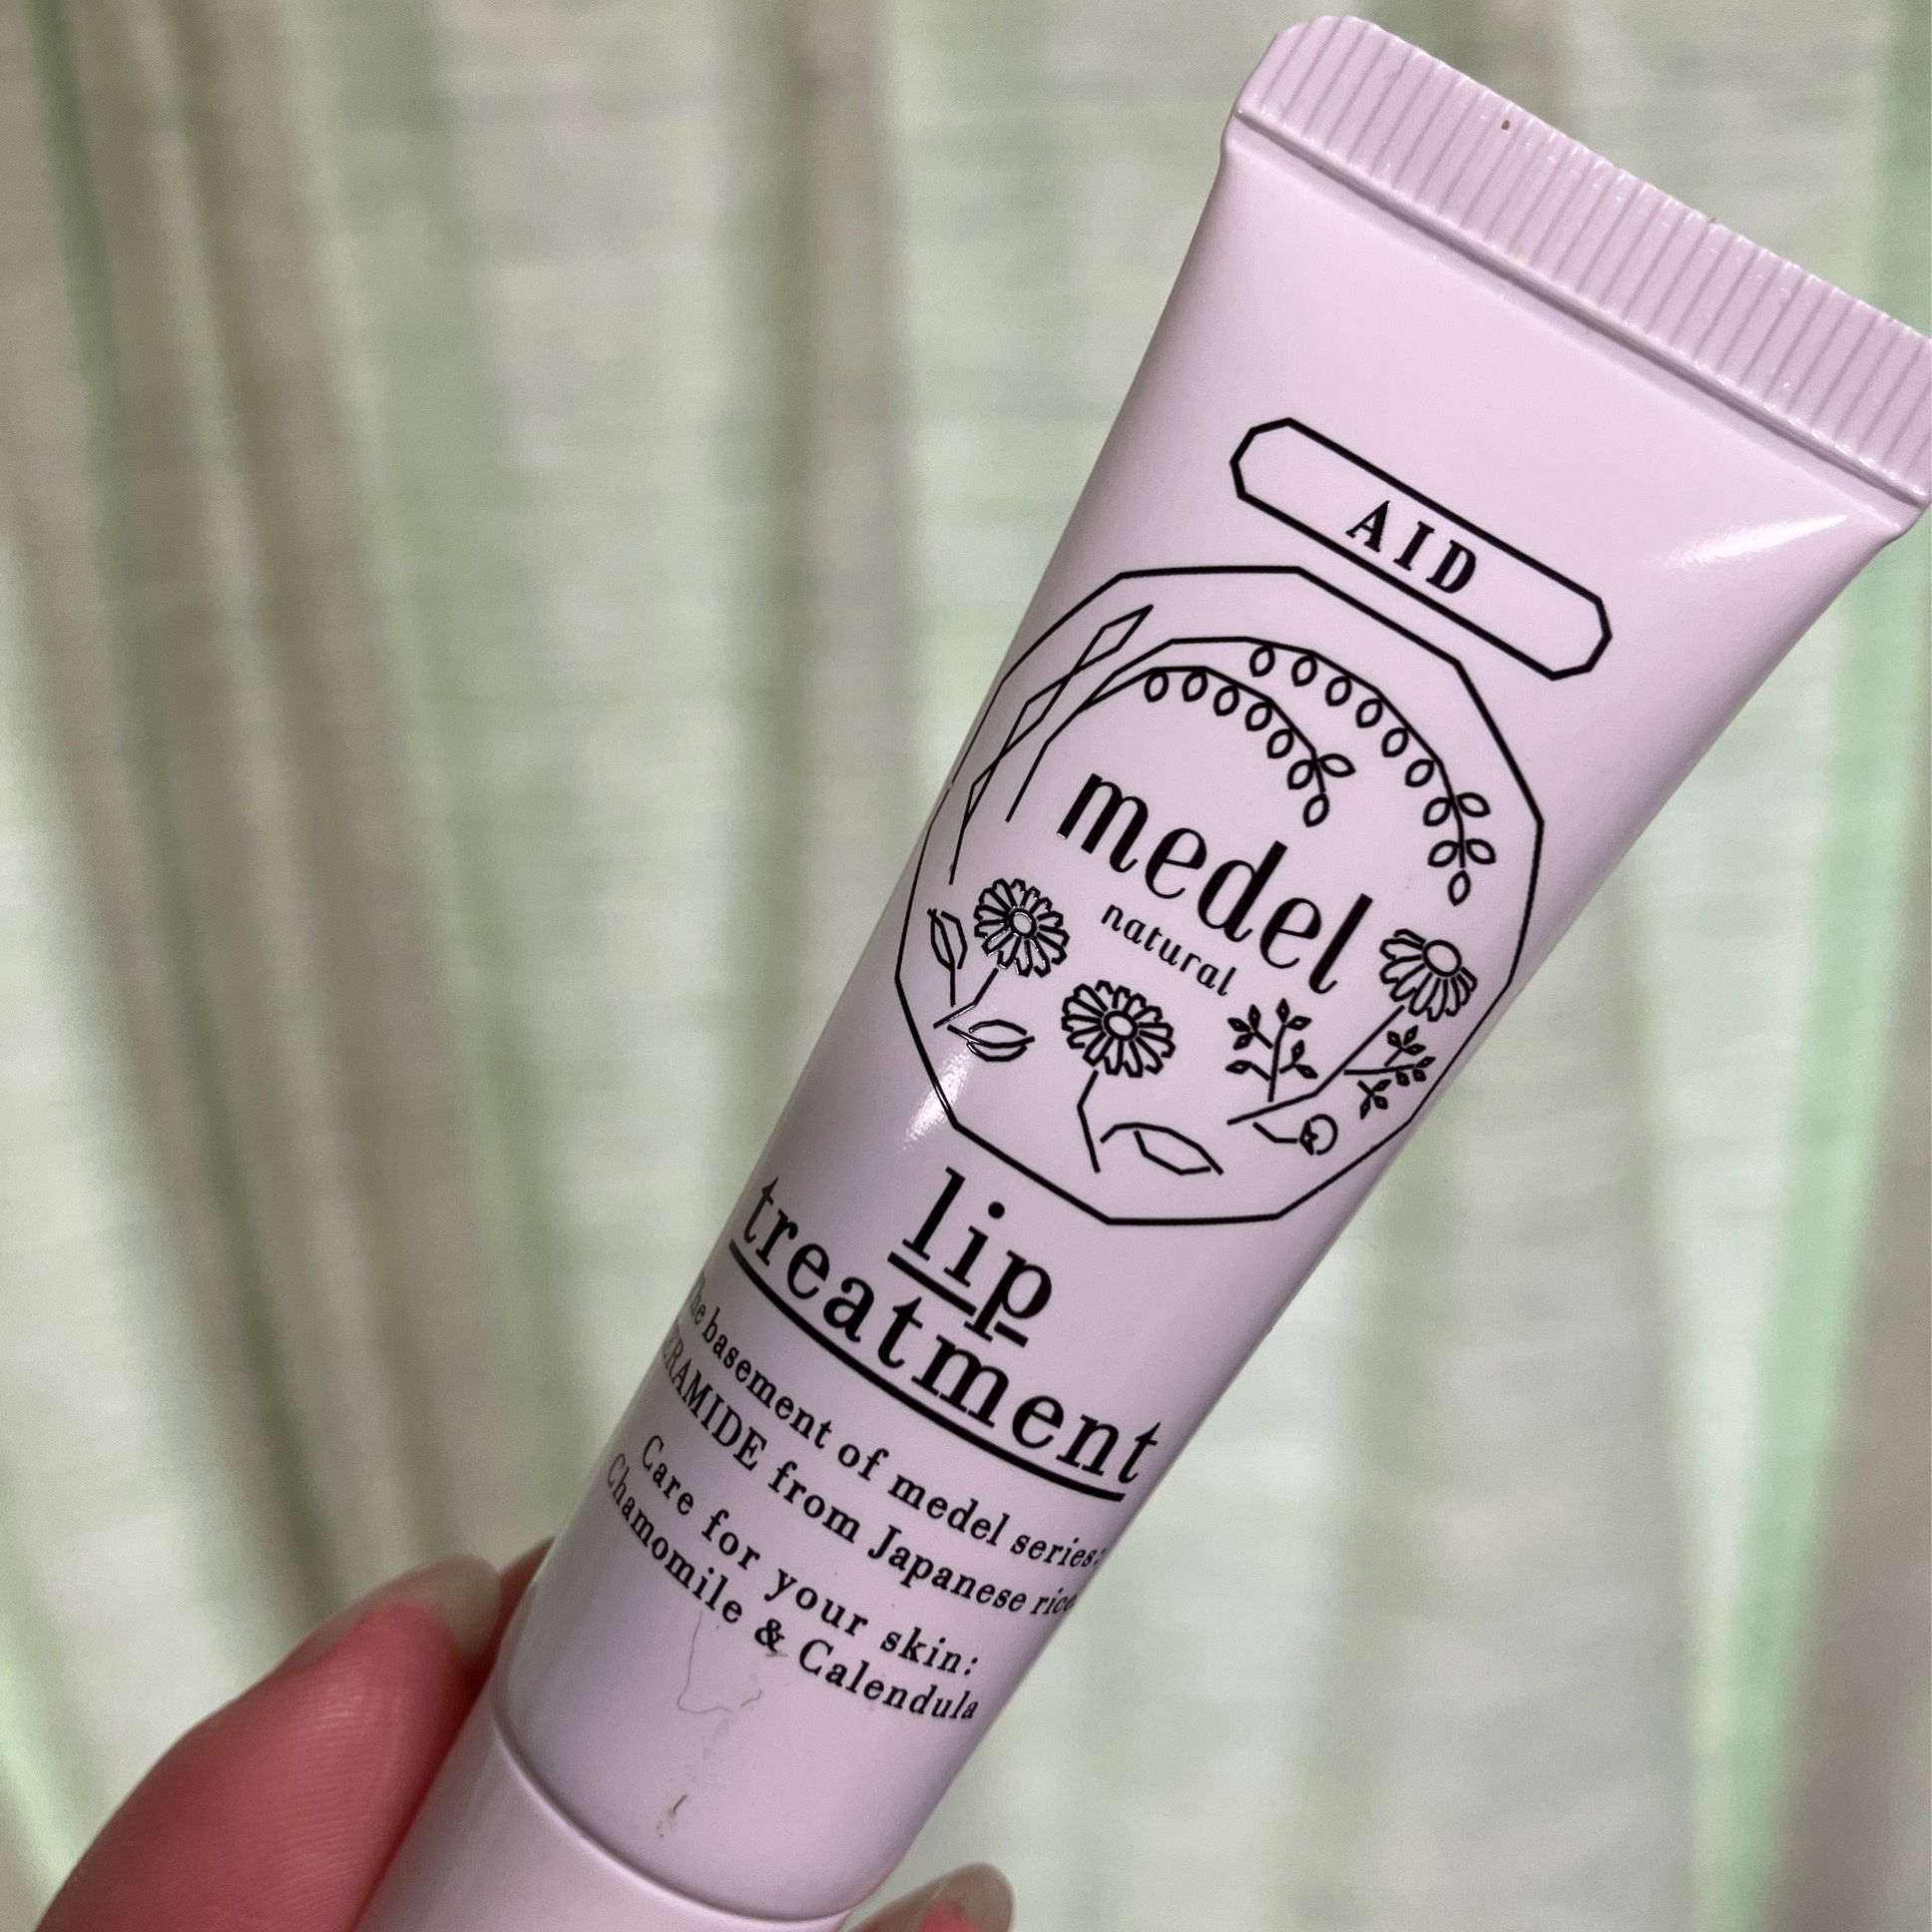 AID
medel
natural
lip
treatment
The basement of medel series:
CERAMIDE from Japanese rice
Care for your skin:
Chamomile & Calendula